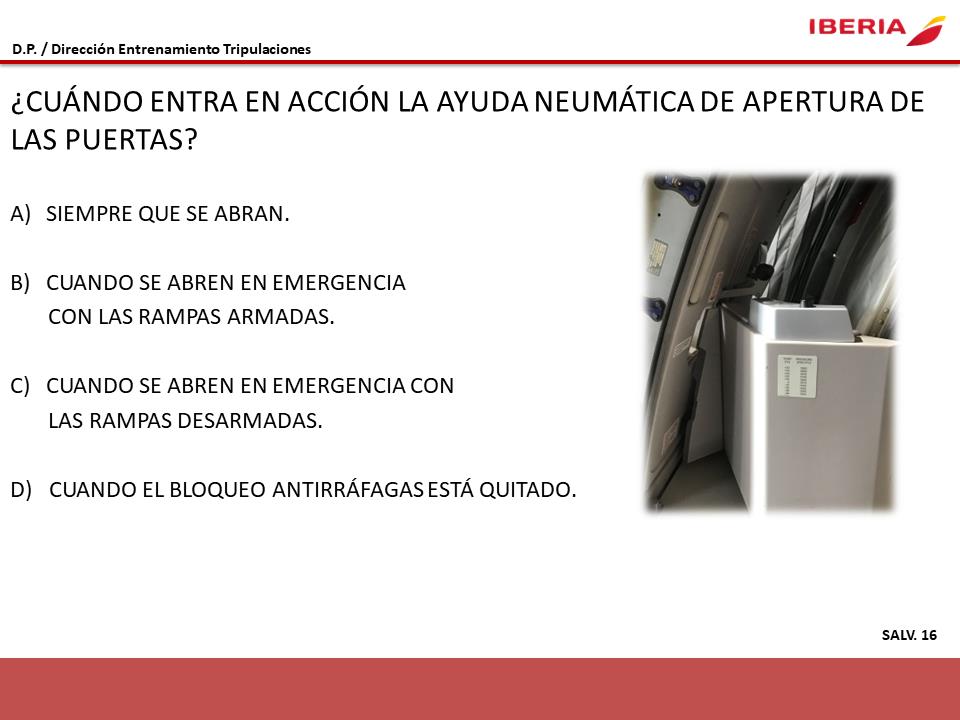 IBERIA
D.P. / Dirección Entrenamiento Tripulaciones
¿CUÁNDO ENTRA EN ACCIÓN LA AYUDA NEUMÁTICA DE APERTURA DE
LAS PUERTAS?
A) SIEMPRE QUE SE ABRAN.
B) CUANDO SE ABREN EN EMERGENCIA
CON LAS RAMPAS ARMADAS.
C) CUANDO SE ABREN EN EMERGENCIA CON
LAS RAMPAS DESARMADAS.
D) CUANDO EL BLOQUEO ANTIRRÁFAGAS ESTÁ QUITADO.
SALV. 16